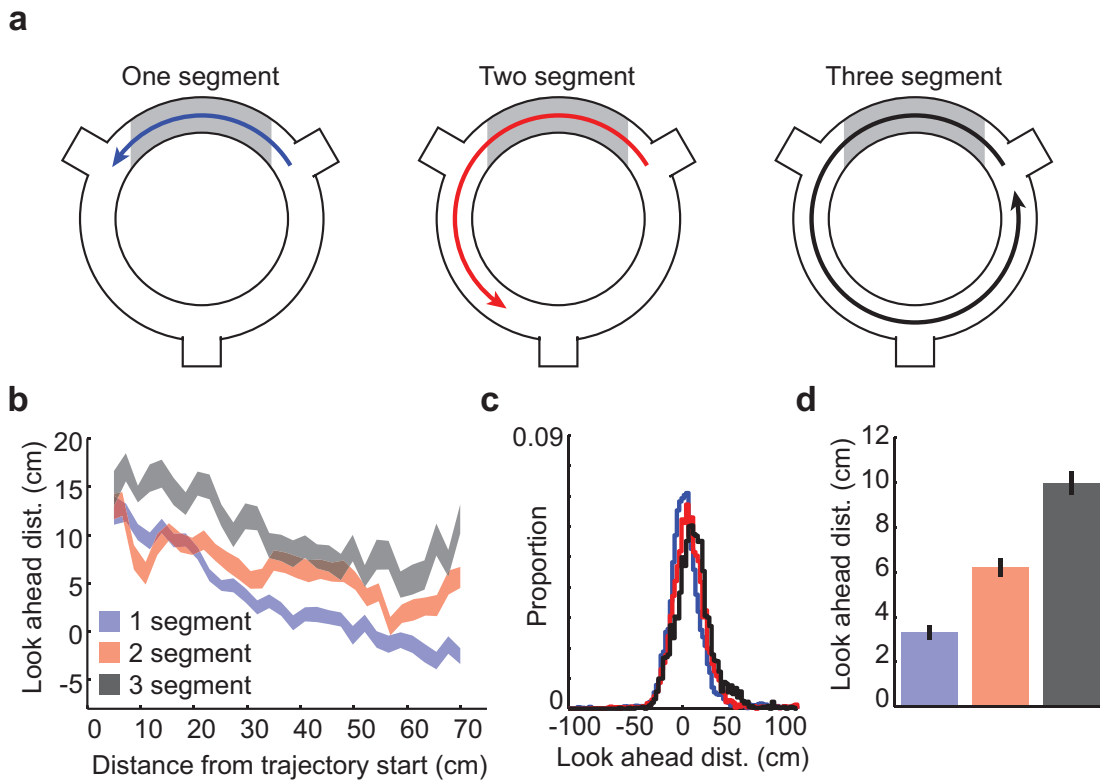 a
One segment
Two segment
Three segment
b
Look ahead dist. (cm)
20
15
10
5
0
-5
1 segment
2 segment
3 segment
0 10 20 30 40 50 60 70
Distance from trajectory start (cm)
c
Proportion
0.09
0
-100 -50 0 50 100
Look ahead dist. (cm)
d
Look ahead dist. (cm)
12
10
8
6
4
2
0